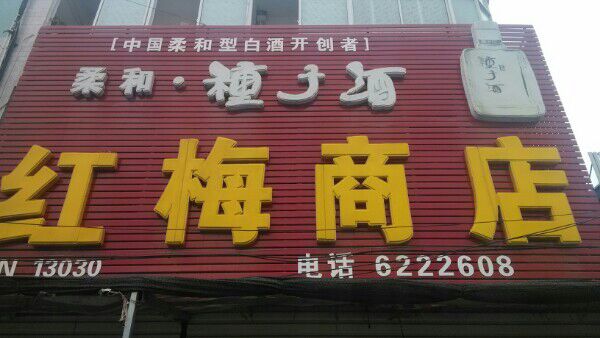 [中国柔和型白酒开创者]
柔和·種子酒
種子酒
红梅商店
N 13030
电话 6222608